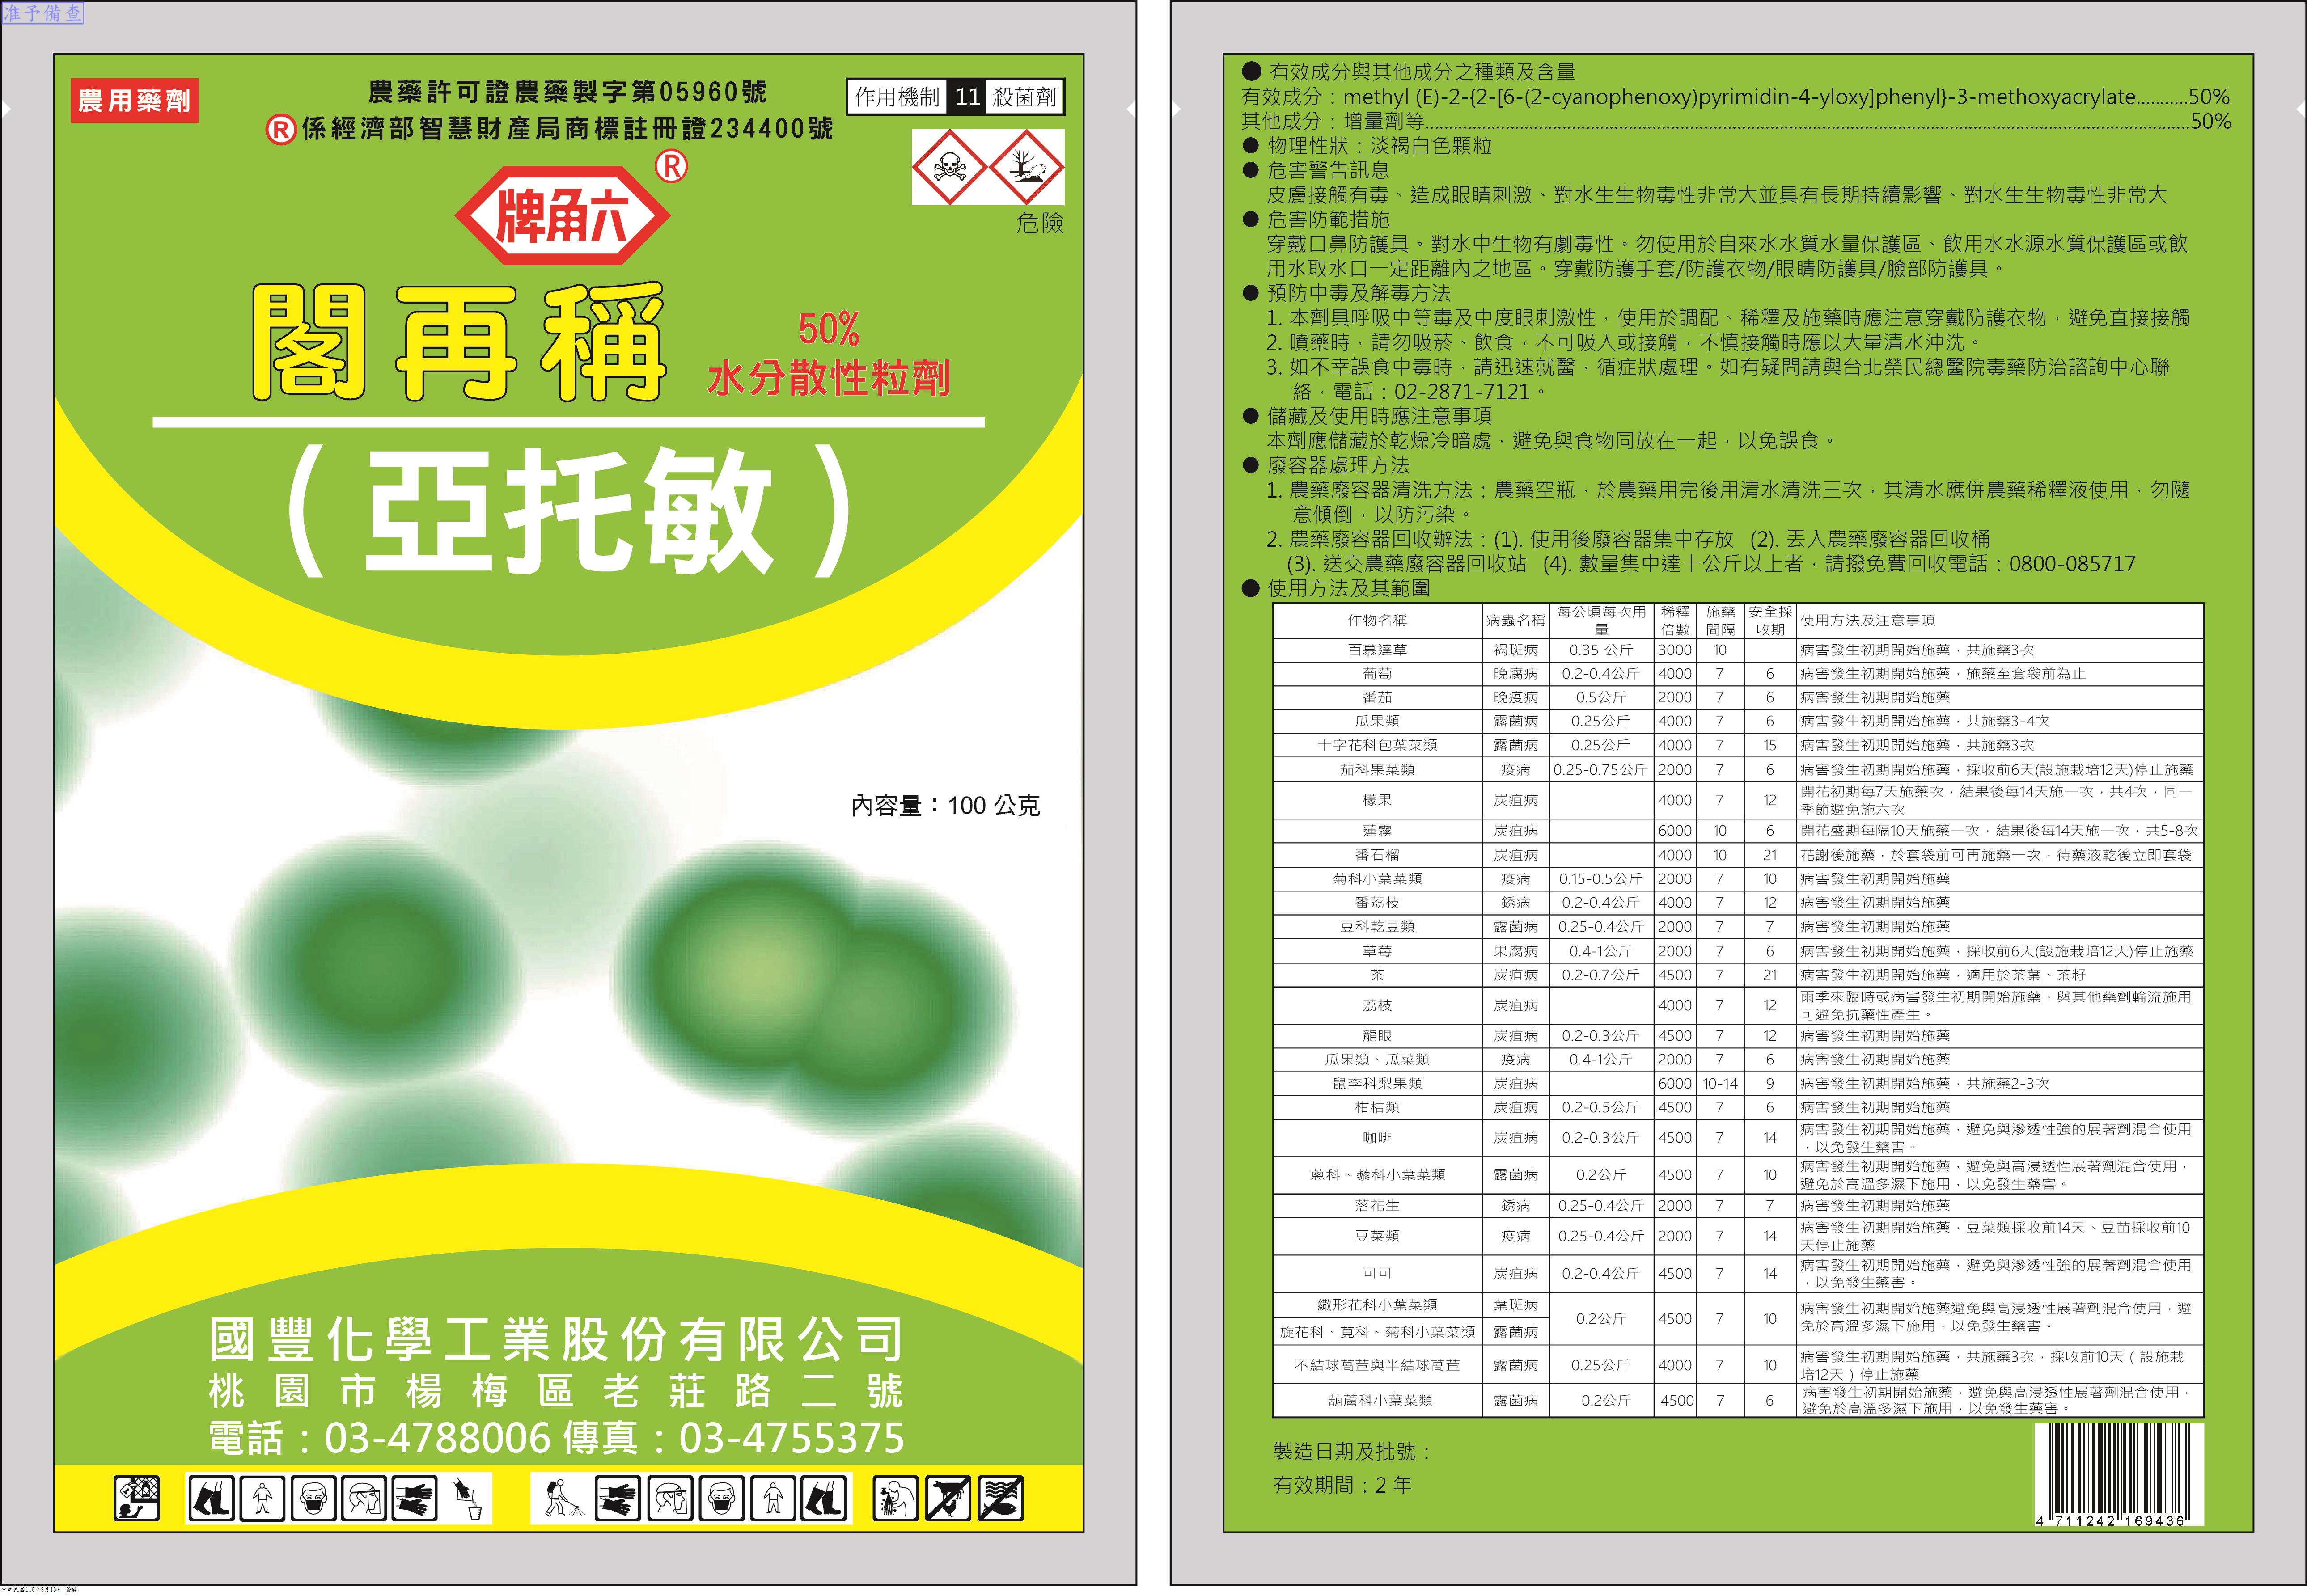 准予備查
農用藥劑
農藥許可證農藥製字第05960號
®係經濟部智慧財產局商標註冊證234400號
作用機制 11 殺菌劑
®
牌角六
危險
閣再稱
50%
水分散性粒劑
(亞托敏)
內容量：100 公克
國豐化學工業股份有限公司
桃園市楊梅區老莊路二號
電話：03-4788006 傳真：03-4755375
● 有效成分與其他成分之種類及含量
有效成分：methyl (E)-2-{2-[6-(2-cyanophenoxy)pyrimidin-4-yloxy]phenyl}-3-methoxyacrylate...........50%
其他成分：增量劑等......................................................50%
● 物理性狀：淡褐白色顆粒
● 危害警告訊息
皮膚接觸有毒、造成眼睛刺激、對水生生物毒性非常大並具有長期持續影響、對水生生物毒性非常大
● 危害防範措施
穿戴口鼻防護具。對水中生物有劇毒性。勿使用於自來水水質水量保護區、飲用水水源水質保護區或飲
用水取水口一定距離內之地區。穿戴防護手套/防護衣物/眼睛防護具/臉部防護具。
● 預防中毒及解毒方法
1. 本劑具呼吸中等毒及中度眼刺激性，使用於調配、稀釋及施藥時應注意穿戴防護衣物，避免直接接觸
2. 噴藥時，請勿吸菸、飲食，不可吸入或接觸，不慎接觸時應以大量清水沖洗。
3. 如不幸誤食中毒時，請迅速就醫，循症狀處理。如有疑問請與台北榮民總醫院毒藥防治諮詢中心聯
絡，電話：02-2871-7121。
● 儲藏及使用時應注意事項
本劑應儲藏於乾燥冷暗處，避免與食物同放在一起，以免誤食。
● 廢容器處理方法
1. 農藥廢容器清洗方法：農藥空瓶，於農藥用完後用清水清洗三次，其清水應併農藥稀釋液使用，勿隨
意傾倒，以防污染。
2. 農藥廢容器回收辦法：(1). 使用後廢容器集中存放 (2). 丟入農藥廢容器回收桶
(3). 送交農藥廢容器回收站 (4). 數量集中達十公斤以上者，請撥免費回收電話：0800-085717
● 使用方法及其範圍
作物名稱 病蟲名稱 每公頃每次用量 稀釋倍數 施藥間隔 安全採收期 使用方法及注意事項
百慕達草 褐斑病 0.35 公斤 3000 10 病害發生初期開始施藥，共施藥3次
葡萄 晚腐病 0.2-0.4公斤 4000 7 6 病害發生初期開始施藥，施藥至套袋前為止
番茄 晚疫病 0.5公斤 2000 7 6 病害發生初期開始施藥
瓜果類 露菌病 0.25公斤 4000 7 6 病害發生初期開始施藥，共施藥3-4次
十字花科包葉菜類 露菌病 0.25公斤 4000 7 15 病害發生初期開始施藥，共施藥3次
茄科果菜類 疫病 0.25-0.75公斤 2000 7 6 病害發生初期開始施藥，採收前6天(設施栽培12天)停止施藥
檬果 炭疽病 4000 7 12 開花初期每7天施藥次，結果後每14天施一次，共4次，同一
季節避免施六次
蓮霧 炭疽病 6000 10 6 開花盛期每隔10天施藥一次，結果後每14天施一次，共5-8次
番石榴 炭疽病 4000 10 21 花謝後施藥，於套袋前可再施藥一次，待藥液乾後立即套袋
菊科小葉菜類 疫病 0.15-0.5公斤 2000 7 10 病害發生初期開始施藥
番荔枝 銹病 0.2-0.4公斤 4000 7 12 病害發生初期開始施藥
豆科乾豆類 露菌病 0.25-0.4公斤 2000 7 7 病害發生初期開始施藥
草莓 果腐病 0.4-1公斤 2000 7 6 病害發生初期開始施藥，採收前6天(設施栽培12天)停止施藥
茶 炭疽病 0.2-0.7公斤 4500 7 21 病害發生初期開始施藥，適用於茶葉、茶籽
荔枝 炭疽病 4000 7 12 雨季來臨時或病害發生初期開始施藥，與其他藥劑輪流施用
可避免抗藥性產生。
龍眼 炭疽病 0.2-0.3公斤 4500 7 12 病害發生初期開始施藥
瓜果類、瓜菜類 疫病 0.4-1公斤 2000 7 6 病害發生初期開始施藥
鼠李科梨果類 炭疽病 6000 10-14 9 病害發生初期開始施藥，共施藥2-3次
柑桔類 炭疽病 0.2-0.5公斤 4500 7 6 病害發生初期開始施藥
咖啡 炭疽病 0.2-0.3公斤 4500 7 14 病害發生初期開始施藥，避免與滲透性強的展著劑混合使用
，以免發生藥害。
蔥科、藜科小葉菜類 露菌病 0.2公斤 4500 7 10 病害發生初期開始施藥，避免與高浸透性展著劑混合使用，
避免於高溫多濕下施用，以免發生藥害。
落花生 銹病 0.25-0.4公斤 2000 7 7 病害發生初期開始施藥
豆菜類 疫病 0.25-0.4公斤 2000 7 14 病害發生初期開始施藥，豆菜類採收前14天、豆苗採收前10
天停止施藥
可可 炭疽病 0.2-0.4公斤 4500 7 14 病害發生初期開始施藥，避免與滲透性強的展著劑混合使用
，以免發生藥害。
繖形花科小葉菜類 葉斑病 0.2公斤 4500 7 10 病害發生初期開始施藥避免與高浸透性展著劑混合使用，避
旋花科、莧科、菊科小葉菜類 露菌病 免於高溫多濕下施用，以免發生藥害。
不結球萵苣與半結球萵苣 露菌病 0.25公斤 4000 7 10 病害發生初期開始施藥，共施藥3次，採收前10天（設施栽
培12天）停止施藥
葫蘆科小葉菜類 露菌病 0.2公斤 4500 7 6 病害發生初期開始施藥，避免與高浸透性展著劑混合使用，
避免於高溫多濕下施用，以免發生藥害。
製造日期及批號：
有效期間：2 年
4 711242 169436